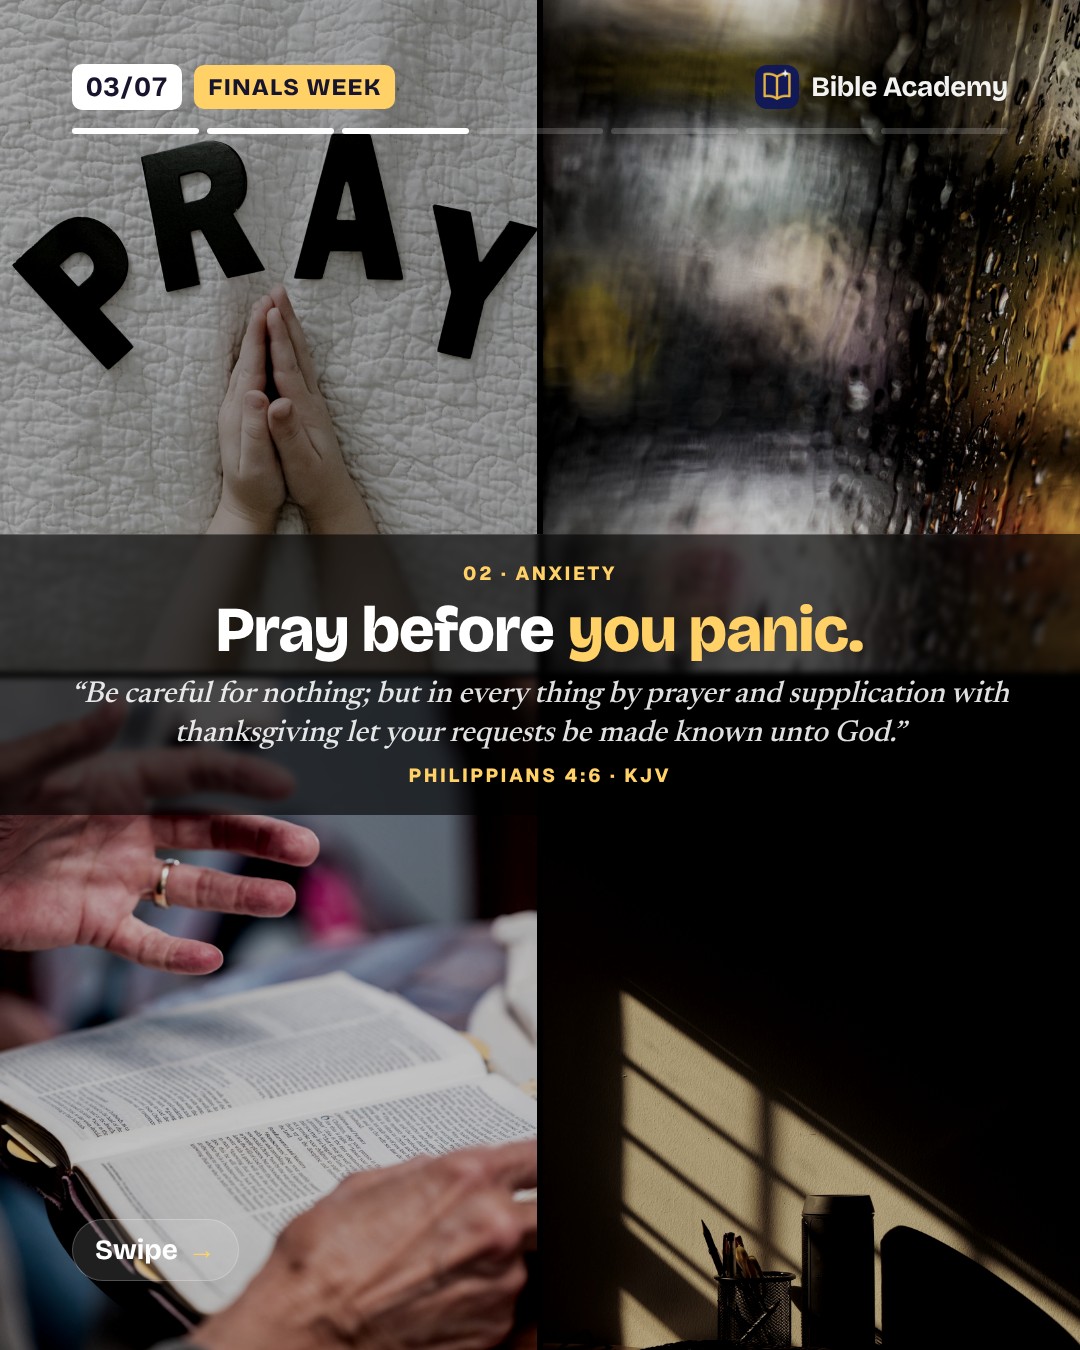 03/07 FINALS WEEK
Bible Academy
PRAY
02 · ANXIETY
Pray before you panic.
“Be careful for nothing; but in every thing by prayer and supplication with
thanksgiving let your requests be made known unto God.”
PHILIPPIANS 4:6 · KJV
Swipe →